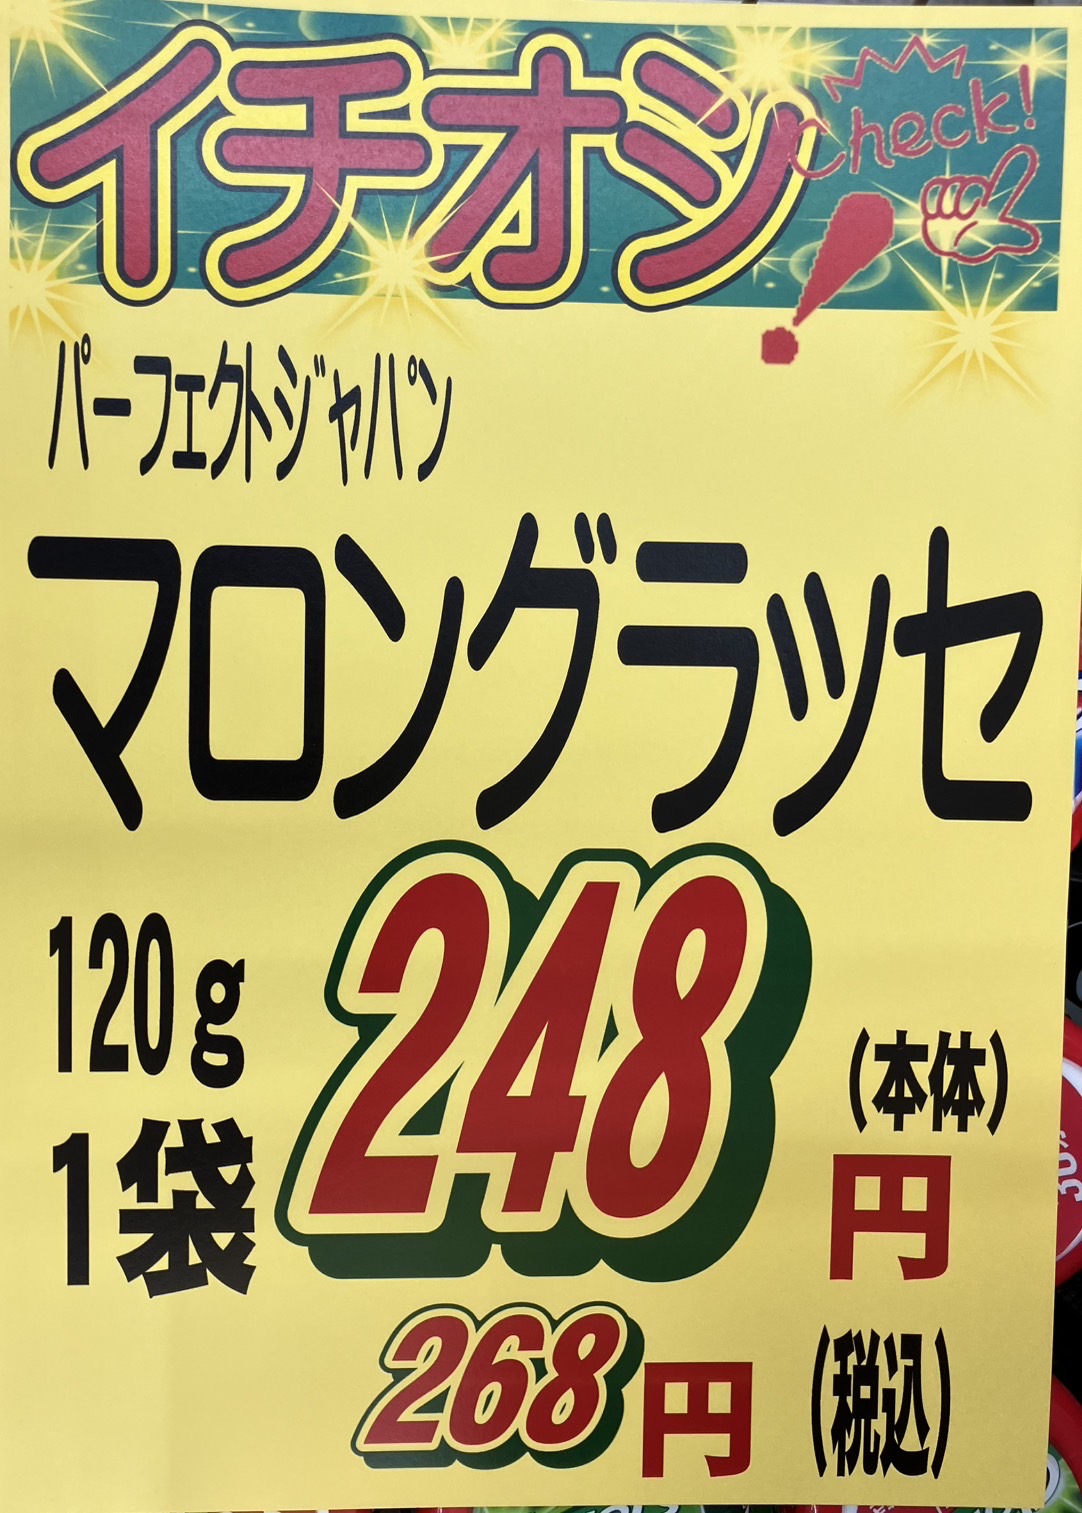 イチオシ
Check!
!
パーフェクトジャパン
マロングラッセ
120g
1袋
248
(本体)
円
268円
(税込)